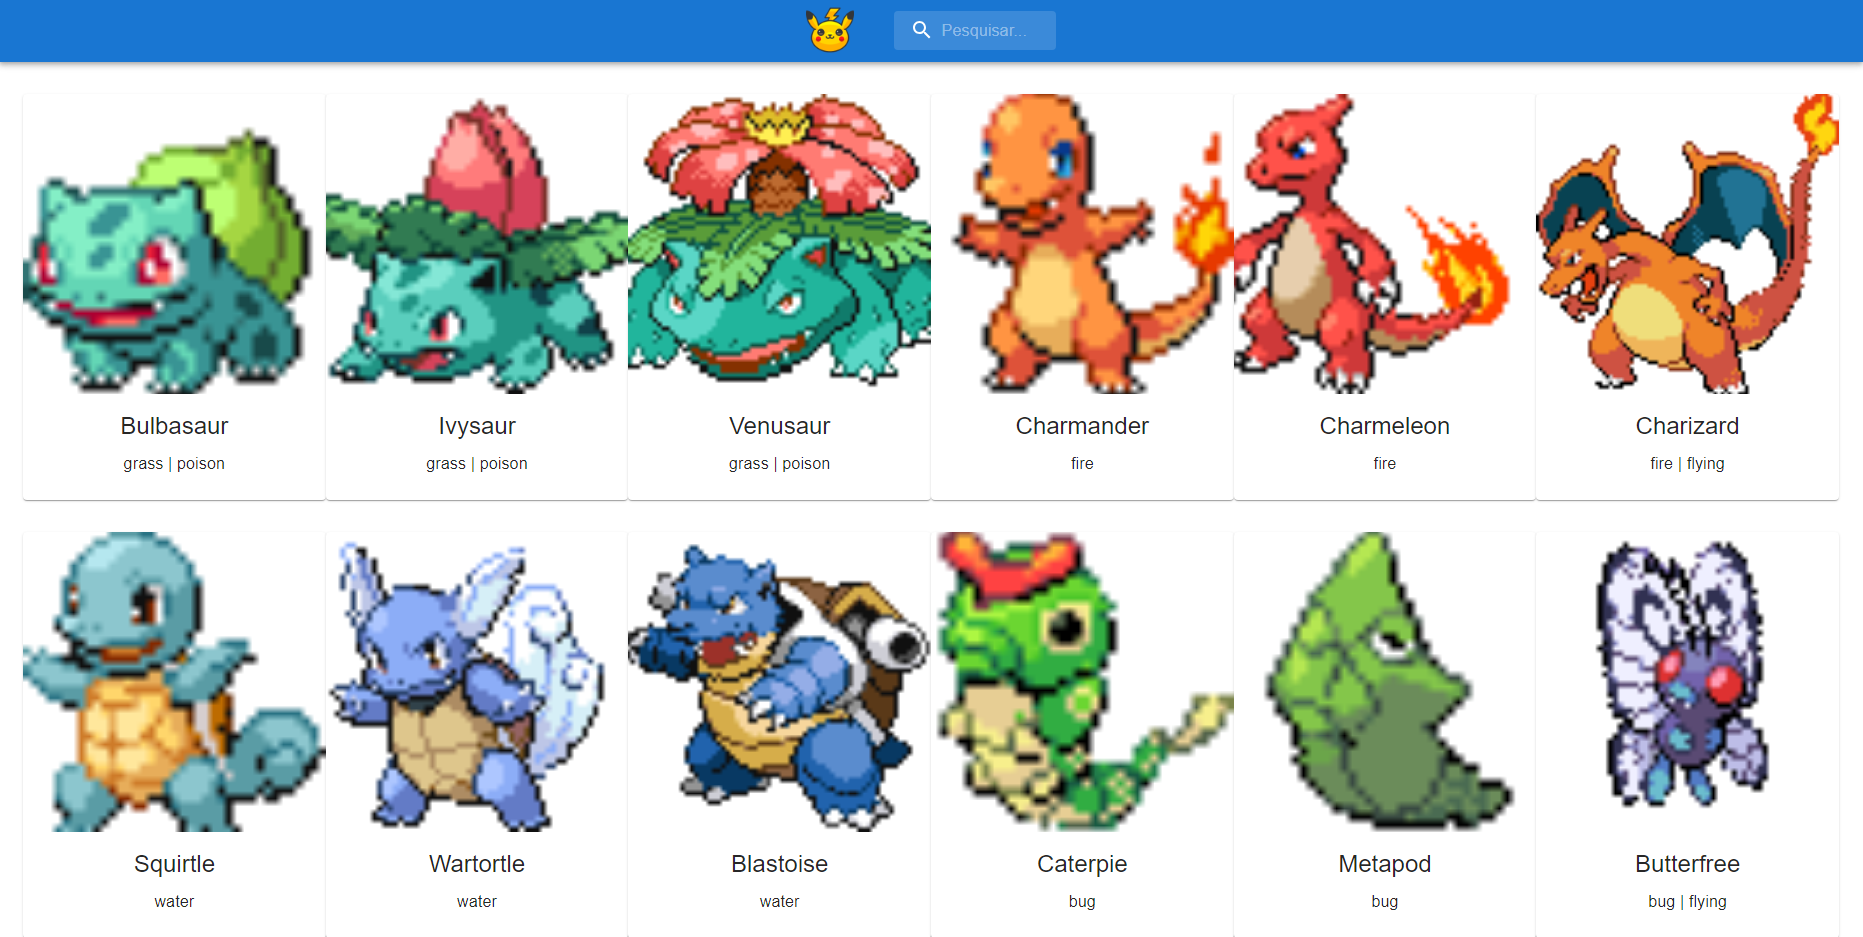 Pesquisar...
Bulbasaur
grass | poison
Ivysaur
grass | poison
Venusaur
grass | poison
Charmander
fire
Charmeleon
fire
Charizard
fire | flying
Squirtle
water
Wartortle
water
Blastoise
water
Caterpie
bug
Metapod
bug
Butterfree
bug | flying